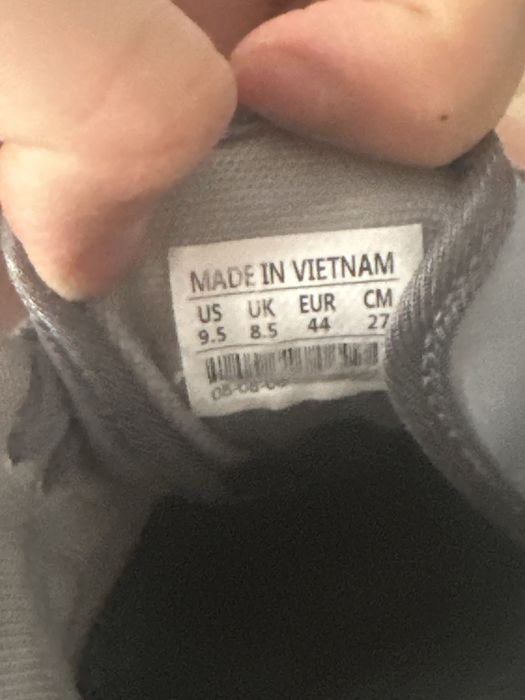 MADE IN VIETNAM
US UK EUR CM
9.5 8.5 44 27